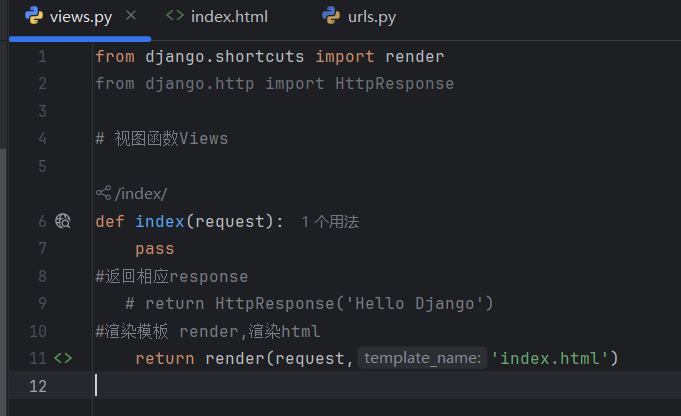 views.py index.html urls.py
1 from django.shortcuts import render
2 from django.http import HttpResponse
3
4 # 视图函数Views
5
/index/
6 def index(request): 1 个用法
7 pass
8 #返回相应response
9 # return HttpResponse('Hello Django')
10 #渲染模板 render,渲染html
11 return render(request, template_name: 'index.html')
12